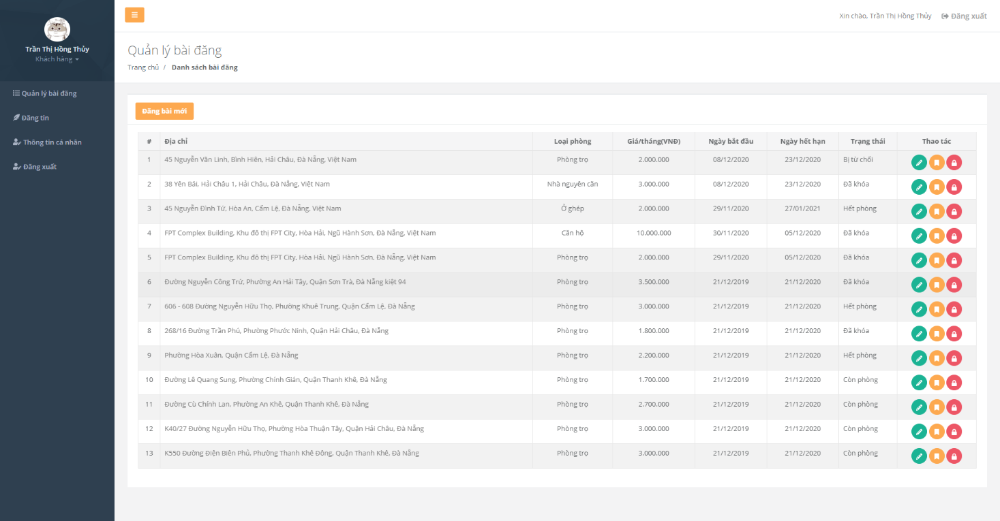 Trần Thị Hồng Thủy
Khách hàng
Quản lý bài đăng
Đăng tin
Thông tin cá nhân
Đăng xuất
Xin chào, Trần Thị Hồng Thủy Đăng xuất
Quản lý bài đăng
Trang chủ / Danh sách bài đăng
Đăng bài mới
# Địa chỉ Loại phòng Giá/tháng(VNĐ) Ngày bắt đầu Ngày hết hạn Trạng thái Thao tác
1 45 Nguyễn Văn Linh, Bình Hiên, Hải Châu, Đà Nẵng, Việt Nam Phòng trọ 2.000.000 08/12/2020 23/12/2020 Bị từ chối
2 38 Yên Bái, Hải Châu 1, Hải Châu, Đà Nẵng, Việt Nam Nhà nguyên căn 3.000.000 08/12/2020 23/12/2020 Đã khóa
3 45 Nguyễn Đình Tứ, Hòa An, Cẩm Lệ, Đà Nẵng, Việt Nam Ở ghép 2.000.000 29/11/2020 27/01/2021 Hết phòng
4 FPT Complex Building, Khu đô thị FPT City, Hòa Hải, Ngũ Hành Sơn, Đà Nẵng, Việt Nam Căn hộ 10.000.000 30/11/2020 05/12/2020 Đã khóa
5 FPT Complex Building, Khu đô thị FPT City, Hòa Hải, Ngũ Hành Sơn, Đà Nẵng, Việt Nam Phòng trọ 2.000.000 29/11/2020 05/12/2020 Đã khóa
6 Đường Nguyễn Công Trứ, Phường An Hải Tây, Quận Sơn Trà, Đà Nẵng kiệt 94 Phòng trọ 3.500.000 21/12/2019 21/12/2020 Đã khóa
7 606 - 608 Đường Nguyễn Hữu Thọ, Phường Khuê Trung, Quận Cẩm Lệ, Đà Nẵng Phòng trọ 3.000.000 21/12/2019 21/12/2020 Hết phòng
8 268/16 Đường Trần Phú, Phường Phước Ninh, Quận Hải Châu, Đà Nẵng Phòng trọ 1.800.000 21/12/2019 21/12/2020 Đã khóa
9 Phường Hòa Xuân, Quận Cẩm Lệ, Đà Nẵng Phòng trọ 2.200.000 21/12/2019 21/12/2020 Hết phòng
10 Đường Lê Quang Sung, Phường Chính Gián, Quận Thanh Khê, Đà Nẵng Phòng trọ 1.700.000 21/12/2019 21/12/2020 Còn phòng
11 Đường Cù Chính Lan, Phường An Khê, Quận Thanh Khê, Đà Nẵng Phòng trọ 2.700.000 21/12/2019 21/12/2020 Còn phòng
12 K40/27 Đường Nguyễn Hữu Thọ, Phường Hòa Thuận Tây, Quận Hải Châu, Đà Nẵng Phòng trọ 3.000.000 21/12/2019 21/12/2020 Còn phòng
13 K550 Đường Điện Biên Phủ, Phường Thanh Khê Đông, Quận Thanh Khê, Đà Nẵng Phòng trọ 3.000.000 21/12/2019 21/12/2020 Còn phòng